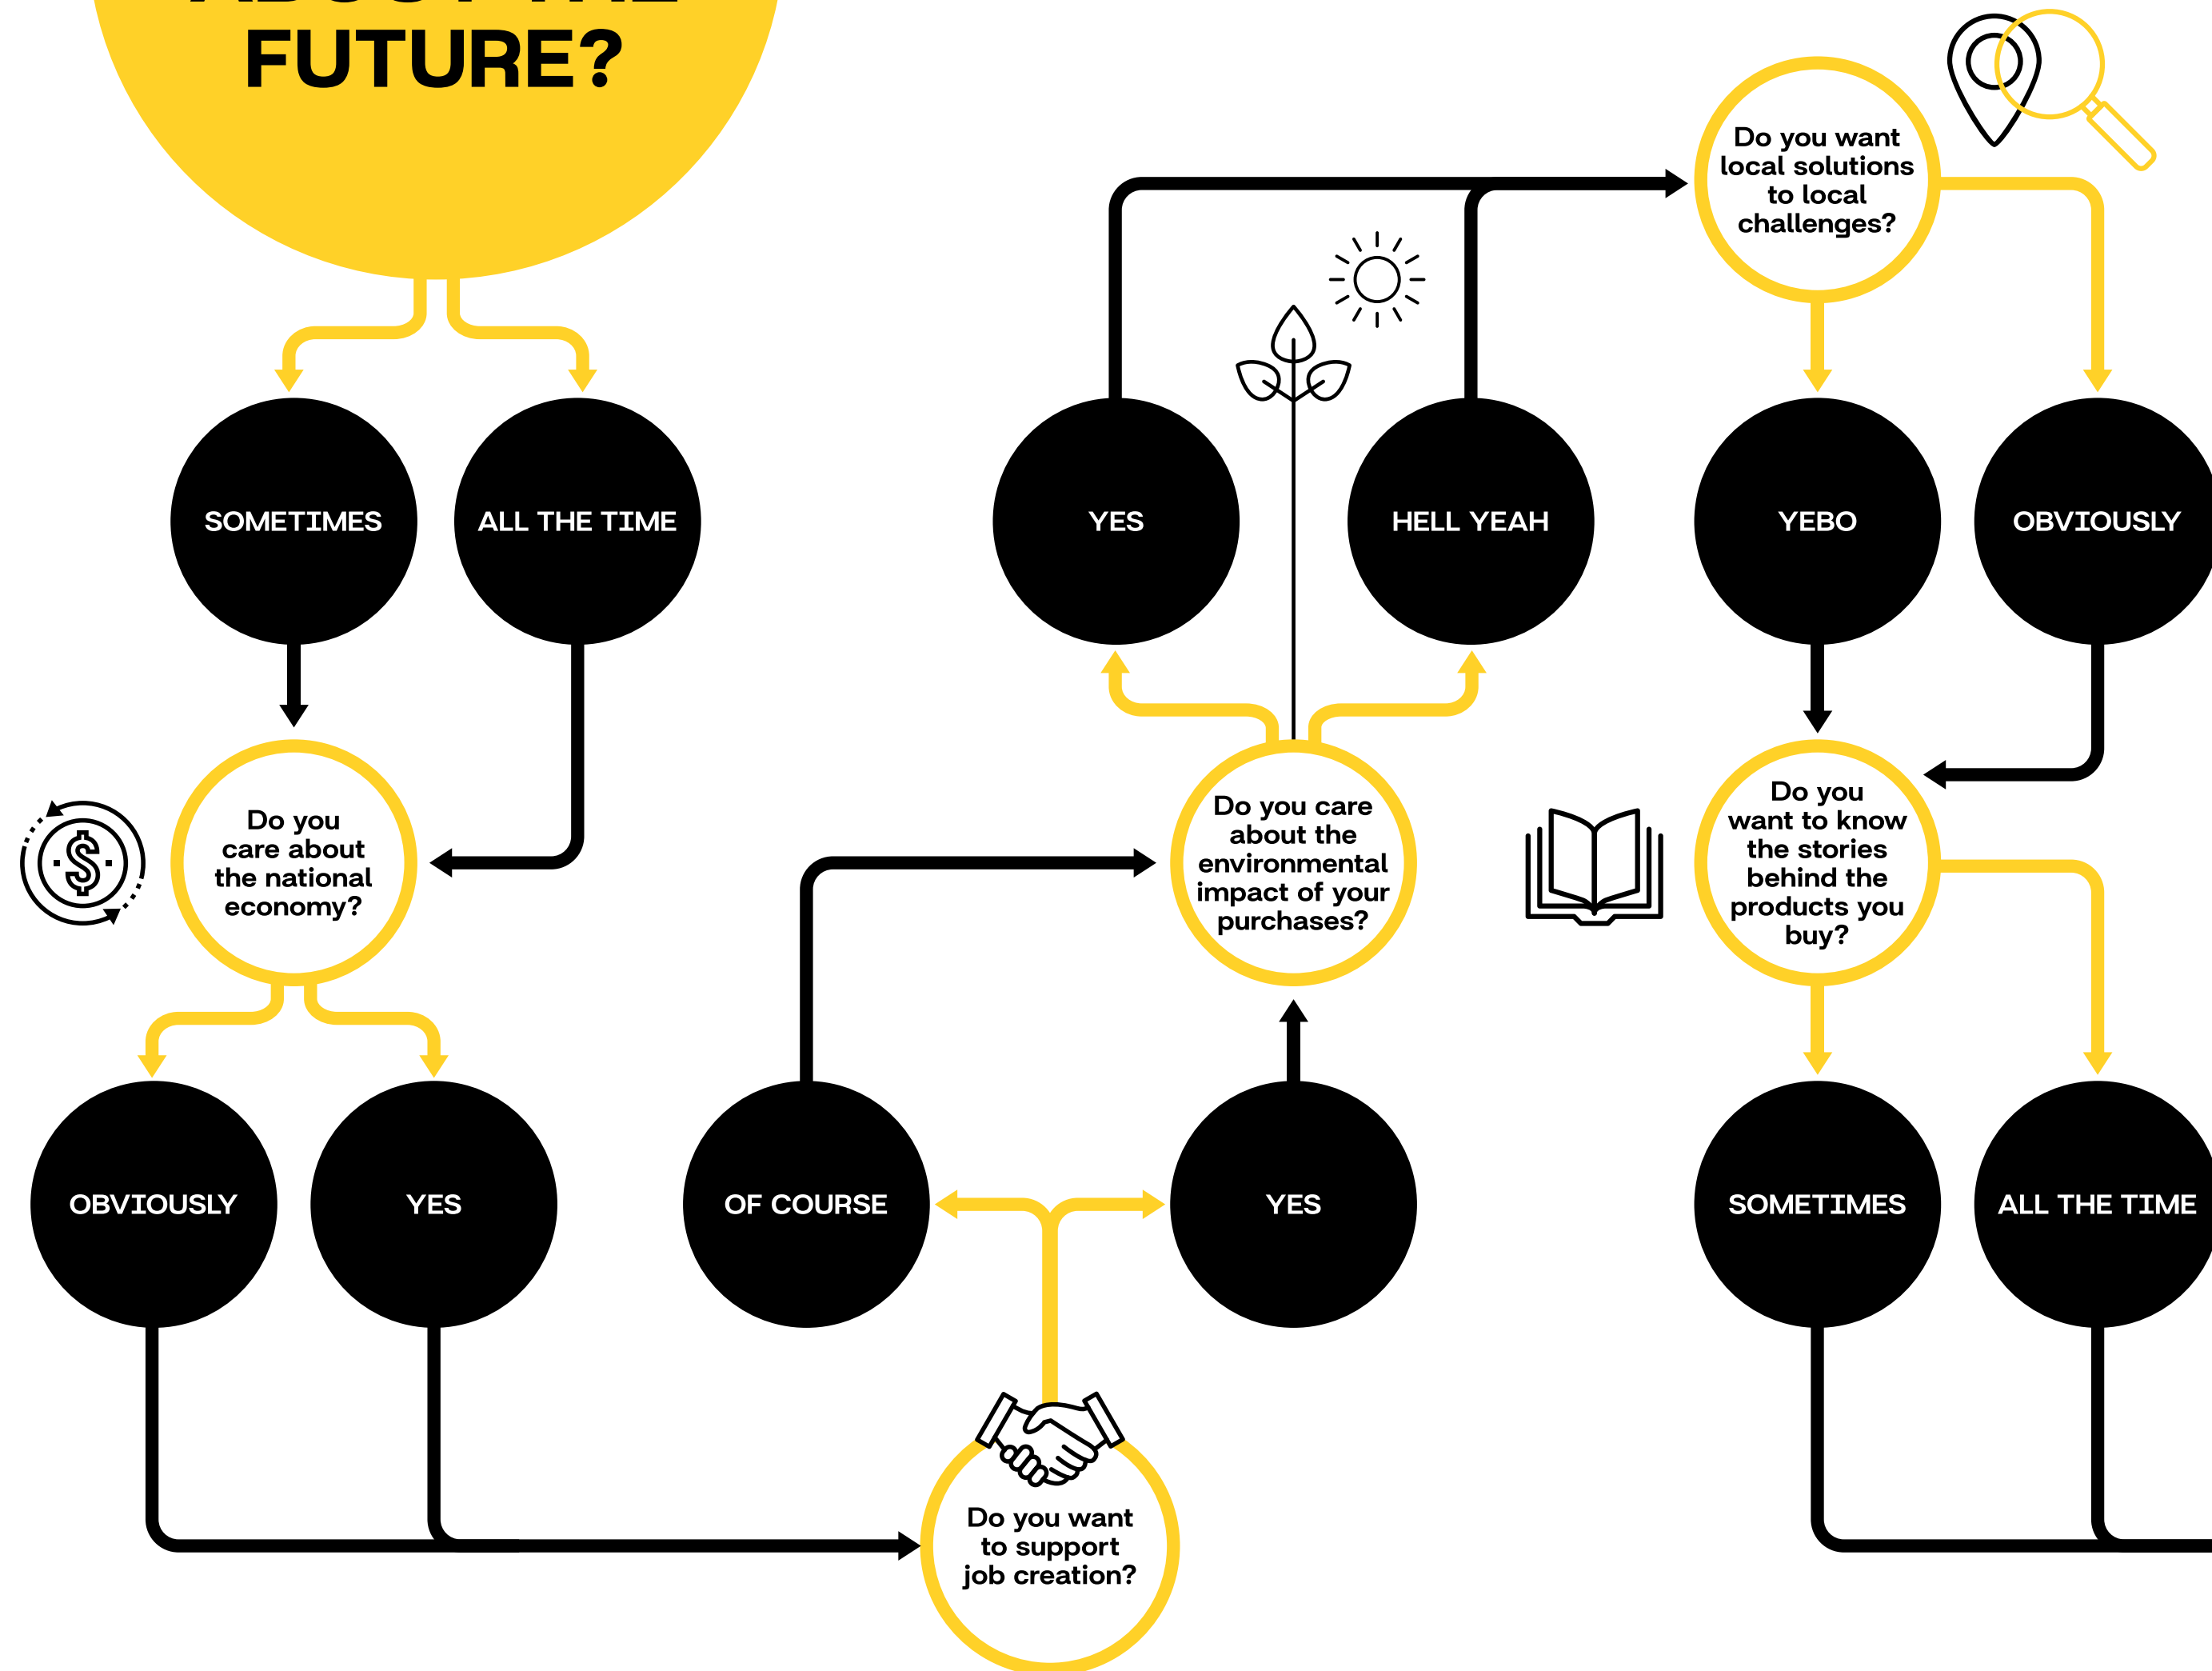 FUTURE?
SOMETIMES
ALL THE TIME
Do you
care about
the national
economy?
OBVIOUSLY
YES
Do you want
to support
job creation?
OF COURSE
YES
Do you care
about the
environmental
impact of your
purchases?
YES
HELL YEAH
Do you want
local solutions
to local
challenges?
YEBO
OBVIOUSLY
Do you
want to know
the stories
behind the
products you
buy?
SOMETIMES
ALL THE TIME